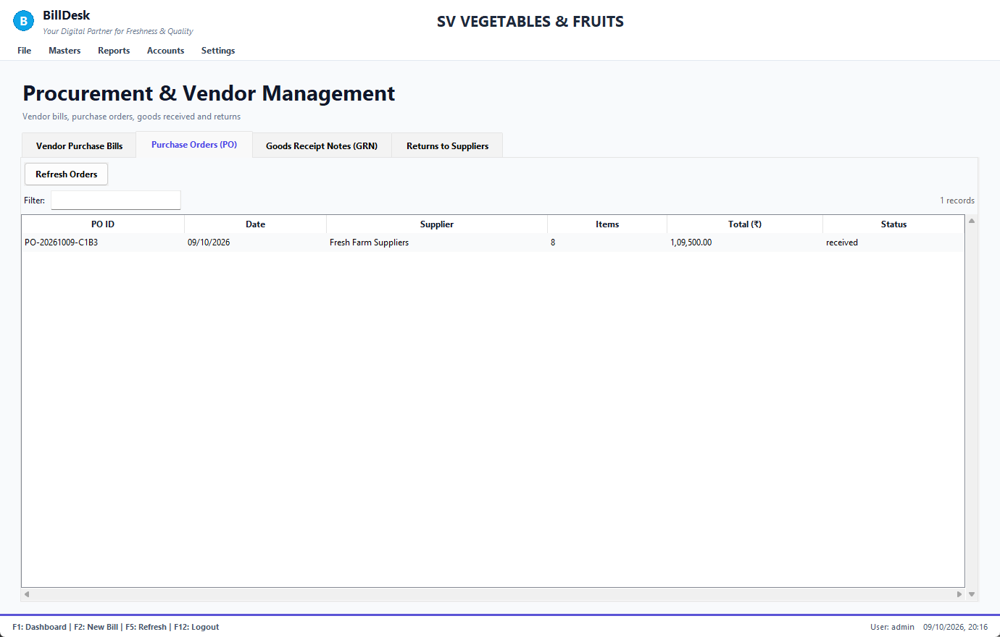 B
BillDesk
Your Digital Partner for Freshness & Quality
SV VEGETABLES & FRUITS
File Masters Reports Accounts Settings
Procurement & Vendor Management
Vendor bills, purchase orders, goods received and returns
Vendor Purchase Bills Purchase Orders (PO) Goods Receipt Notes (GRN) Returns to Suppliers
Refresh Orders
Filter: 1 records
PO ID Date Supplier Items Total (₹) Status
PO-20261009-C1B3 09/10/2026 Fresh Farm Suppliers 8 1,09,500.00 received
F1: Dashboard | F2: New Bill | F5: Refresh | F12: Logout User: admin 09/10/2026, 20:16